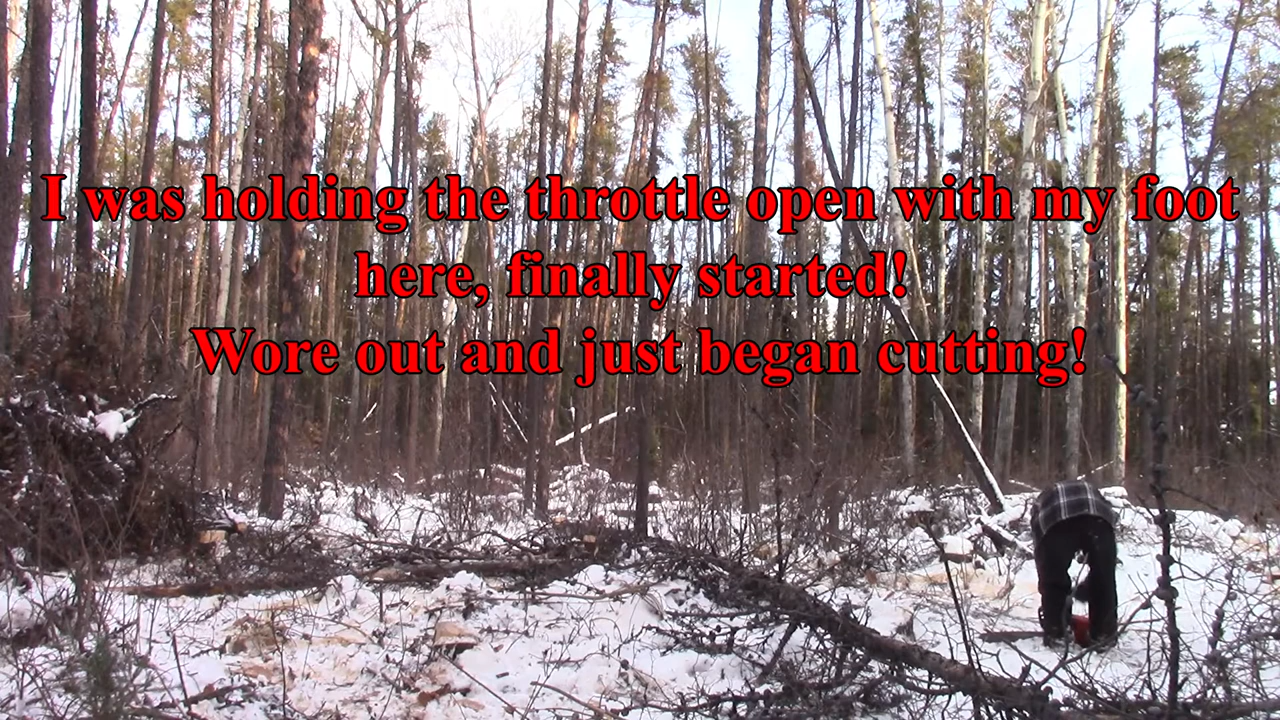 I was holding the throttle open with my foot
here, finally started!
Wore out and just began cutting!